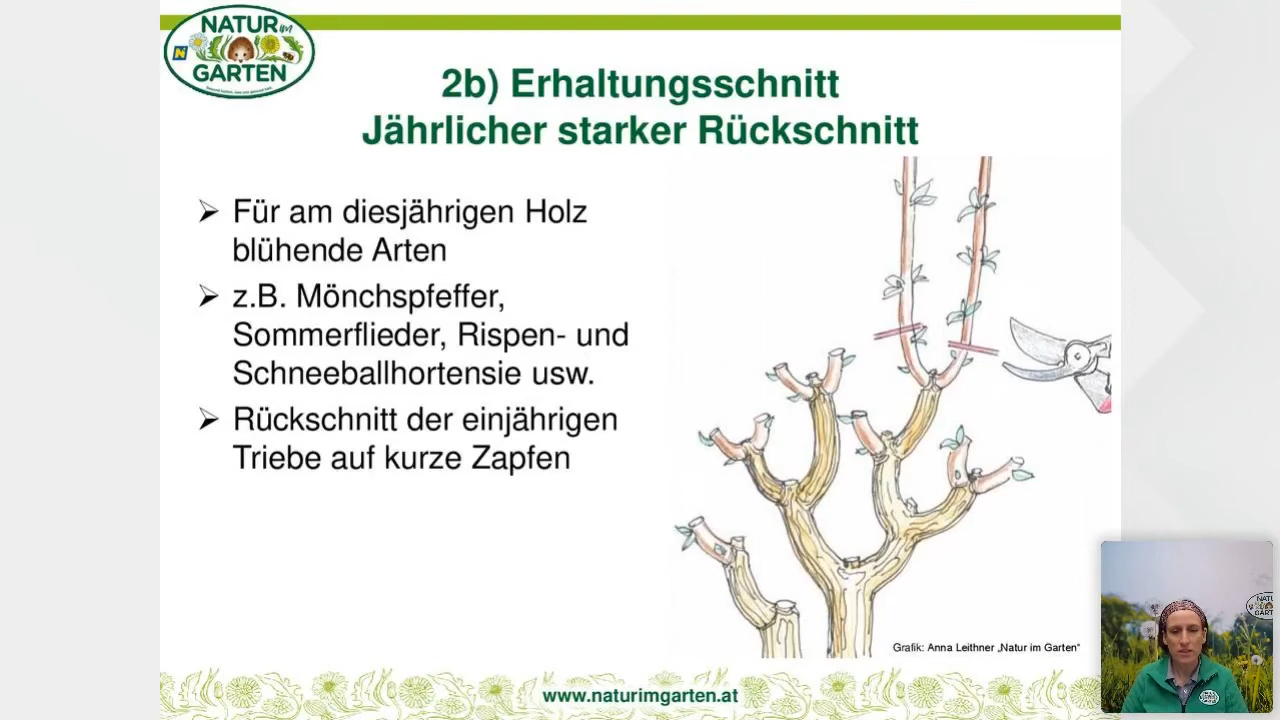 NATUR im
GARTEN
2b) Erhaltungsschnitt
Jährlicher starker Rückschnitt
➢ Für am diesjährigen Holz
blühende Arten
➢ z.B. Mönchspfeffer,
Sommerflieder, Rispen- und
Schneeballhortensie usw.
➢ Rückschnitt der einjährigen
Triebe auf kurze Zapfen
Grafik: Anna Leithner „Natur im Garten“
www.naturimgarten.at